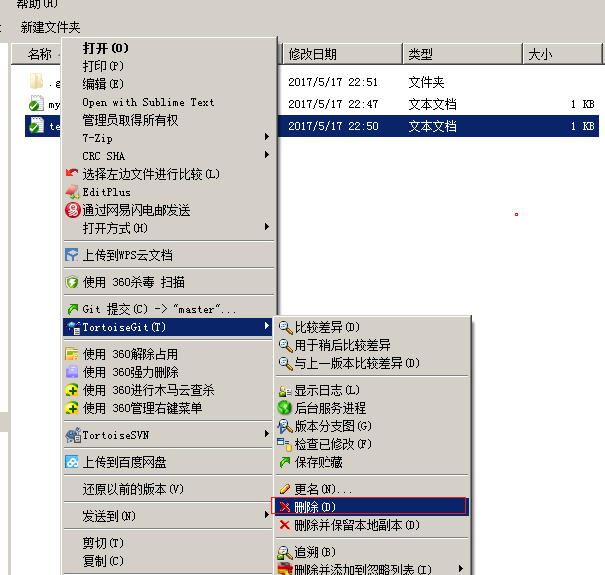 帮助(H)
新建文件夹
名称 修改日期 类型 大小
.g 2017/5/17 22:51 文件夹
my 2017/5/17 22:47 文本文档 1 KB
te 2017/5/17 22:50 文本文档 1 KB
打开(O)
打印(P)
编辑(E)
Open with Sublime Text
管理员取得所有权
7-Zip
CRC SHA
选择左边文件进行比较(L)
EditPlus
通过网易闪电邮发送
打开方式(H)
上传到WPS云文档
使用 360杀毒 扫描
Git 提交(C) -> "master"...
TortoiseGit(T)
使用 360解除占用
使用 360强力删除
使用 360进行木马云查杀
使用 360管理右键菜单
TortoiseSVN
上传到百度网盘
还原以前的版本(V)
发送到(N)
剪切(T)
复制(C)
比较差异(D)
用于稍后比较差异
与上一版本比较差异(D)
显示日志(L)
后台服务进程
版本分支图(G)
检查已修改(F)
保存贮藏
更名(N)...
删除(D)
删除并保留本地副本(D)
追溯(B)
删除并添加到忽略列表(I)